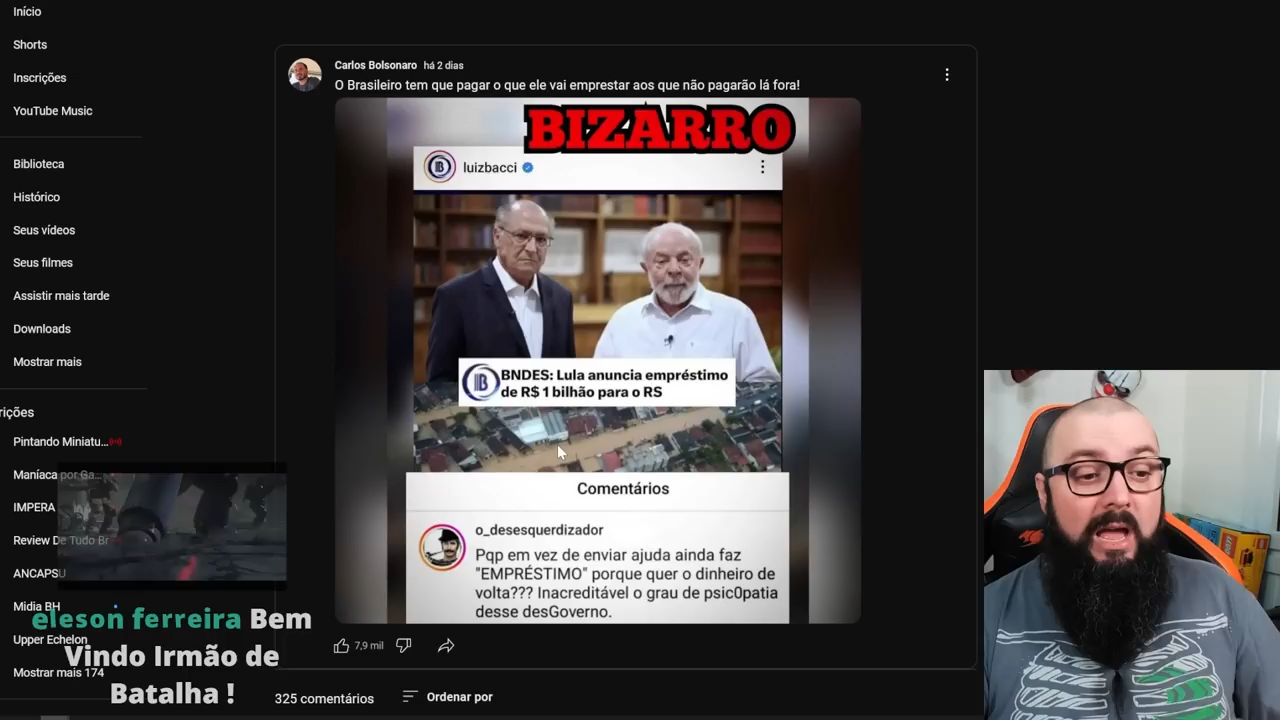 Início
Shorts
Inscrições
YouTube Music
Biblioteca
Histórico
Seus vídeos
Seus filmes
Assistir mais tarde
Downloads
Mostrar mais
rições
Pintando Miniatu...
Maníaca por Ga...
IMPERA
Review De Tudo Br
ANCAPSU
Midia BH
Upper Echelon
Mostrar mais 174
eleson ferreira Bem
Vindo Irmão de
Batalha !
Carlos Bolsonaro há 2 dias
O Brasileiro tem que pagar o que ele vai emprestar aos que não pagarão lá fora!
BIZARRO
luizbacci
BNDES: Lula anuncia empréstimo
de R$ 1 bilhão para o RS
Comentários
o_desesquerdizador
Pqp em vez de enviar ajuda ainda faz
"EMPRÉSTIMO" porque quer o dinheiro de
volta??? Inacreditável o grau de psic0patia
desse desGoverno.
7,9 mil
325 comentários
Ordenar por